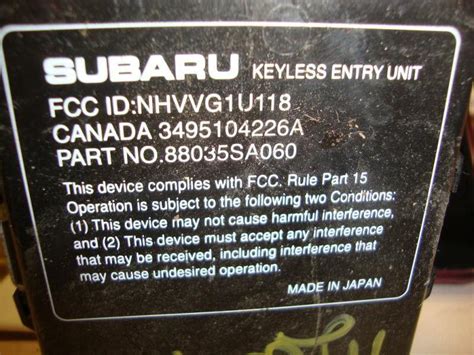 SUBARU KEYLESS ENTRY UNIT
FCC ID:NHVVG1U118
CANADA 3495104226A
PART NO.88035SA060
This device complies with FCC. Rule Part 15
Operation is subject to the following two Conditions:
(1) This device may not cause harmful interference,
and (2) This device must accept any interference
that may be received, including interference that
may cause undesired operation.
MADE IN JAPAN